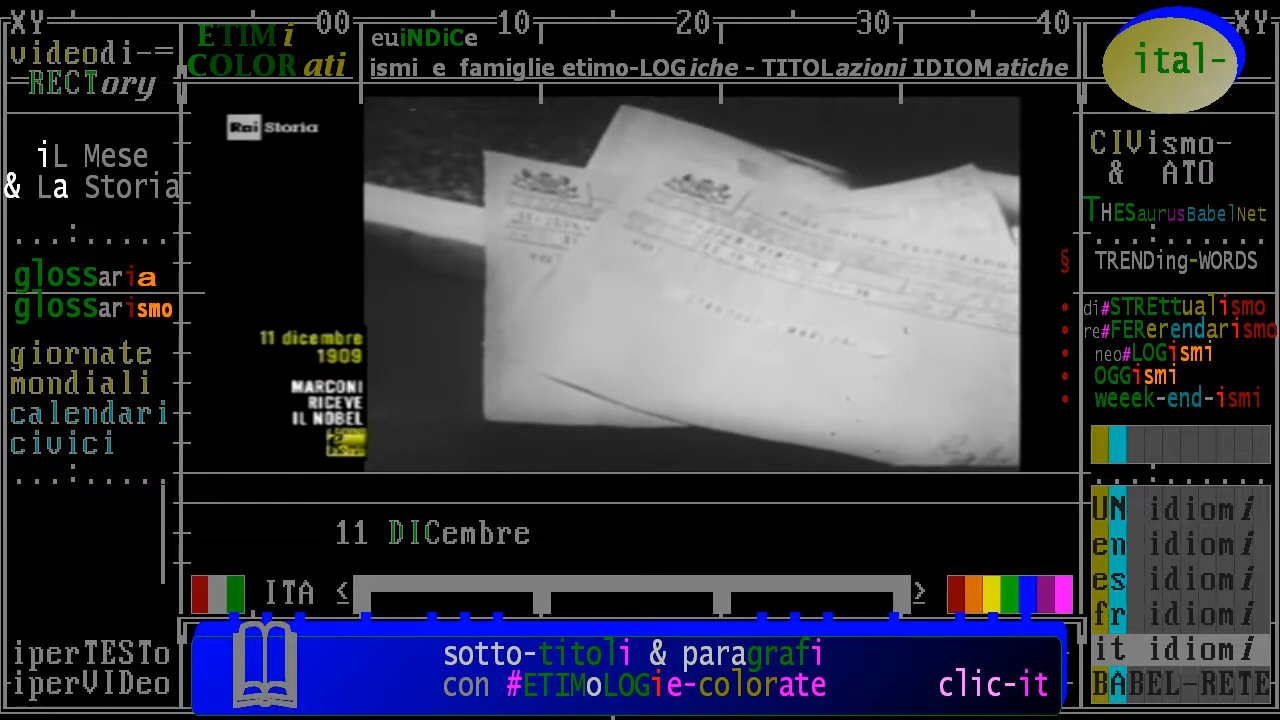 XY 00 10 20 30 40 XY
videodi-=
=RECTory
ETIMi
COLORati
euiNDiCe
ismi e famiglie etimo-LOGiche - TITOLazioni IDIOMatiche
ital-
iL Mese
& La Storia
...:.....
glossaria
glossarismo
giornate
mondiali
calendari
civici
...:.....
iperTESTo
-iperVIDeo
Rai Storia
11 dicembre
1909
MARCONI
RICEVE
IL NOBEL
11 DICembre
ITA < >
sotto-titoli & paragrafi
con #ETIMoLOGie-colorate clic-it
CIVismo-
& ATO
THESaurusBabelNet
...:.....
§ TRENDing-WORDS
• di#STREttualismo
• re#FERerendarismo
• neo#LOGismi
• OGGismi
• weeek-end-ismi
...:.....
UN idiomi
en idiomi
es idiomi
fr idiomi
it idiomi
BABEL-RETE